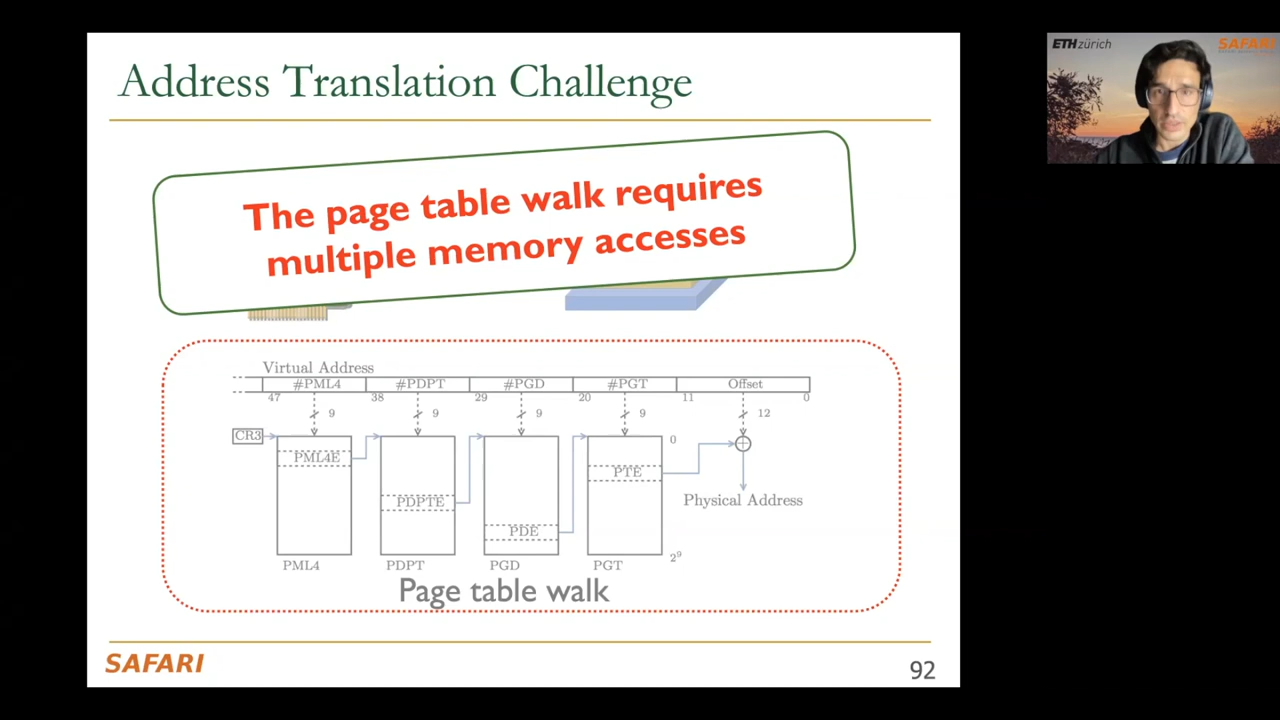 Address Translation Challenge
The page table walk requires
multiple memory accesses
Virtual Address
#PML4 #PDPT #PGD #PGT Offset
47 38 29 20 11 0
9 9 9 9 12
CR3
0
PML4E
PDPTE
PDE
PTE
Physical Address
2⁹
PML4 PDPT PGD PGT
Page table walk
SAFARI
92
ETH zürich
SAFARI